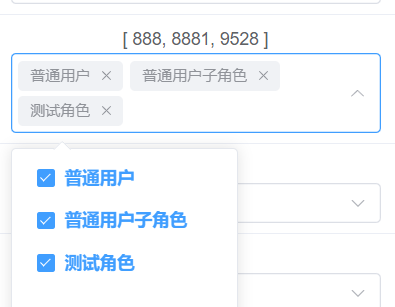 [ 888, 8881, 9528 ]
普通用户 普通用户子角色
测试角色
普通用户
普通用户子角色
测试角色